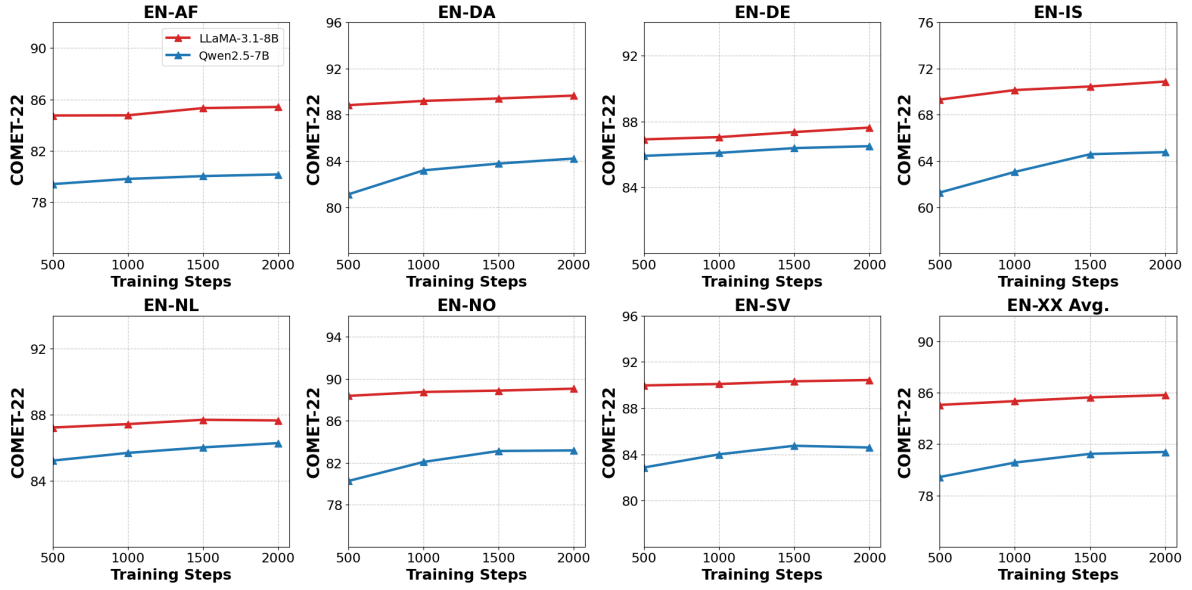 EN-AF
EN-DA
EN-DE
EN-IS
LLaMA-3.1-8B
Qwen2.5-7B
COMET-22
90
86
82
78
500 1000 1500 2000
Training Steps
COMET-22
96
92
88
84
80
500 1000 1500 2000
Training Steps
COMET-22
92
88
84
500 1000 1500 2000
Training Steps
COMET-22
76
72
68
64
60
500 1000 1500 2000
Training Steps
EN-NL
EN-NO
EN-SV
EN-XX Avg.
COMET-22
92
88
84
500 1000 1500 2000
Training Steps
COMET-22
94
90
86
82
78
500 1000 1500 2000
Training Steps
COMET-22
96
92
88
84
80
500 1000 1500 2000
Training Steps
COMET-22
90
86
82
78
500 1000 1500 2000
Training Steps